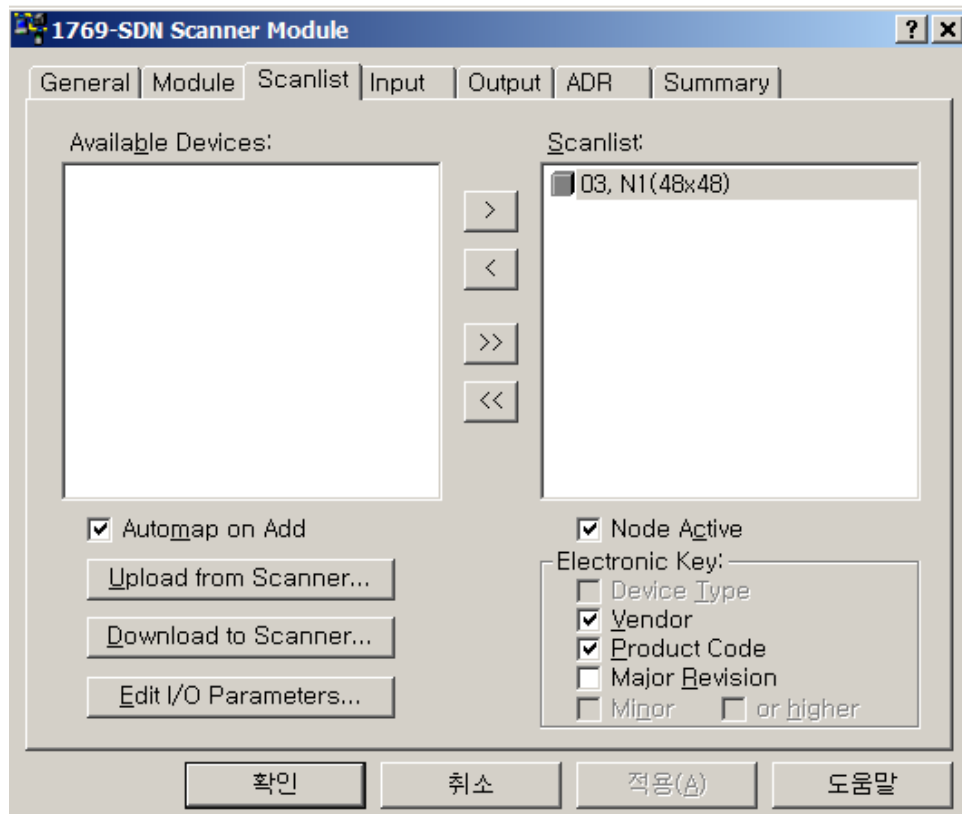 1769-SDN Scanner Module
General Module Scanlist Input Output ADR Summary
Available Devices:
Scanlist:
03, N1(48x48)
>
<
>>
<<
Automap on Add
Node Active
Upload from Scanner...
Electronic Key:
Device Type
Vendor
Download to Scanner...
Product Code
Major Revision
Edit I/O Parameters...
Minor or higher
확인 취소 적용(A) 도움말